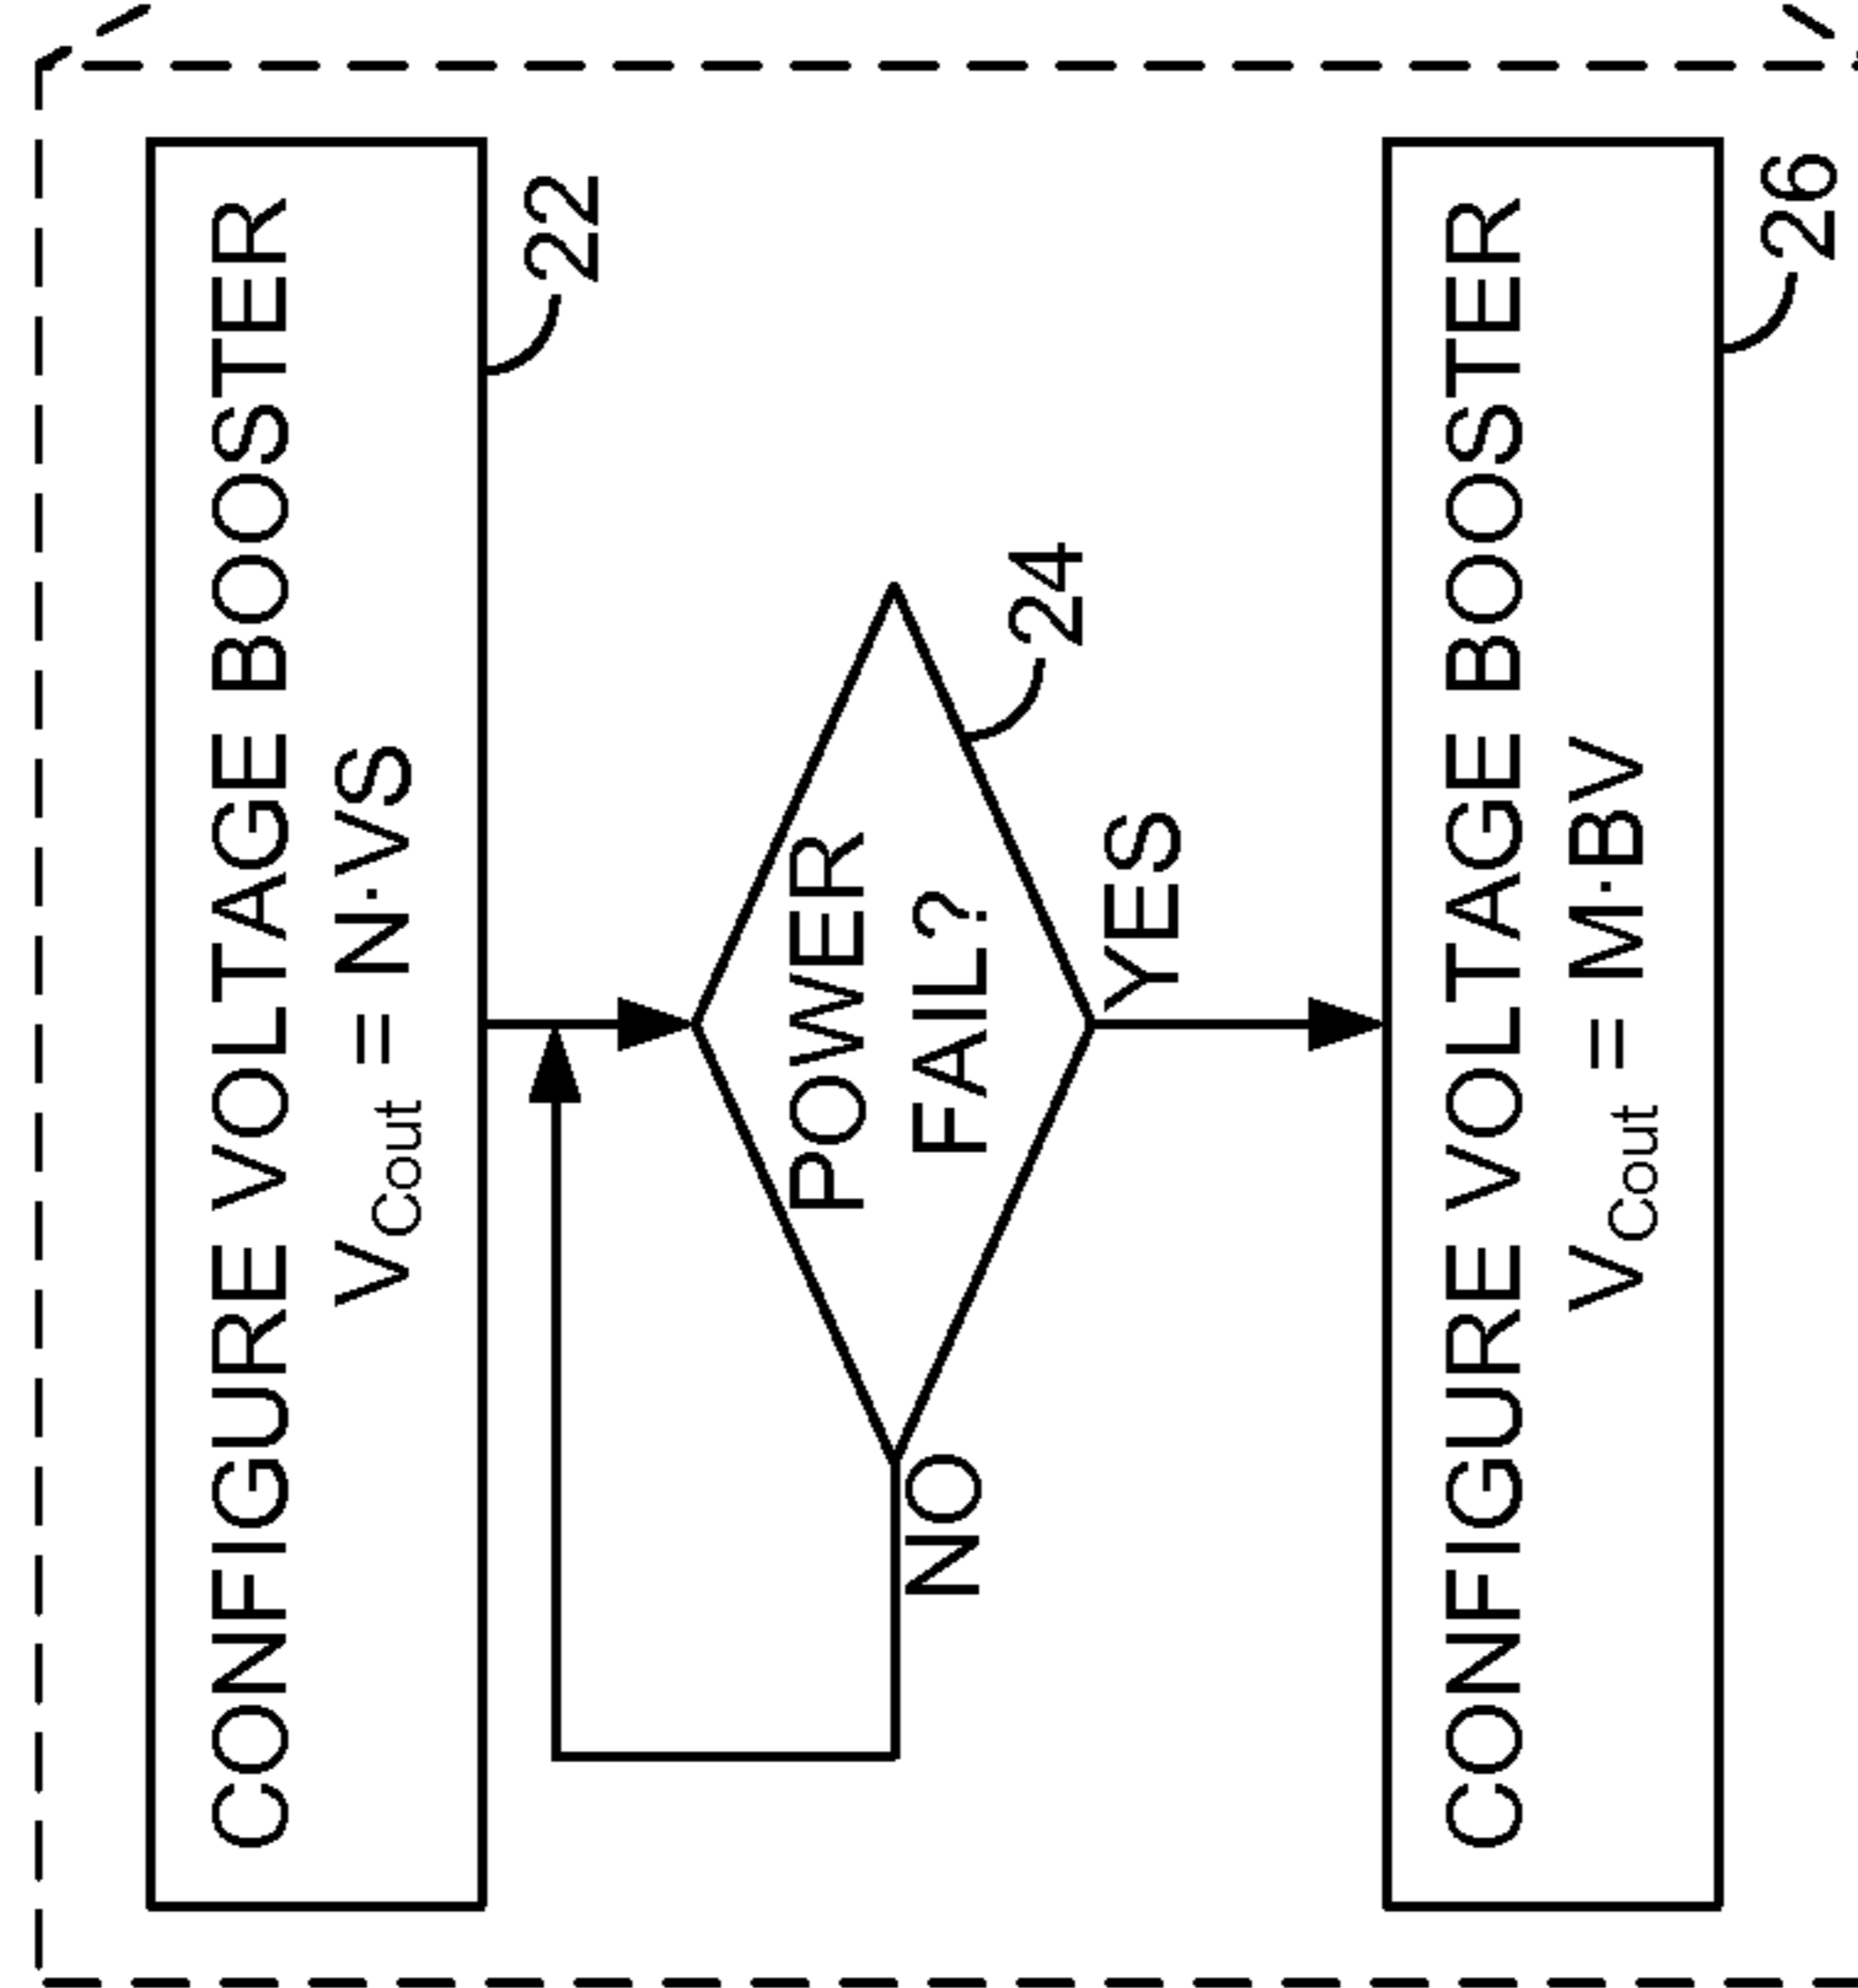 CONFIGURE VOLTAGE BOOSTER
VCout = N·VS
22
POWER
FAIL?
24
NO
YES
CONFIGURE VOLTAGE BOOSTER
VCout = M·BV
26